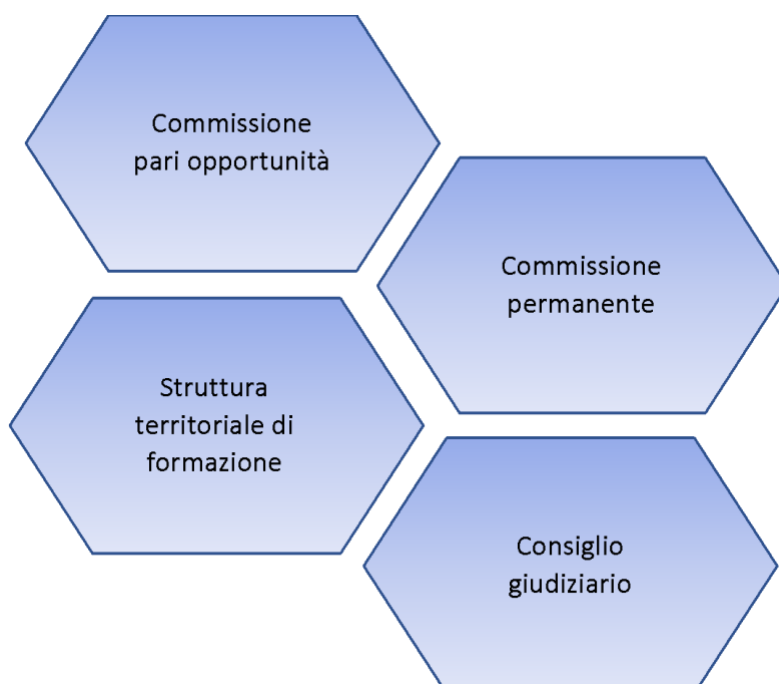 Commissione
pari opportunità
Commissione
permanente
Struttura
territoriale di
formazione
Consiglio
giudiziario